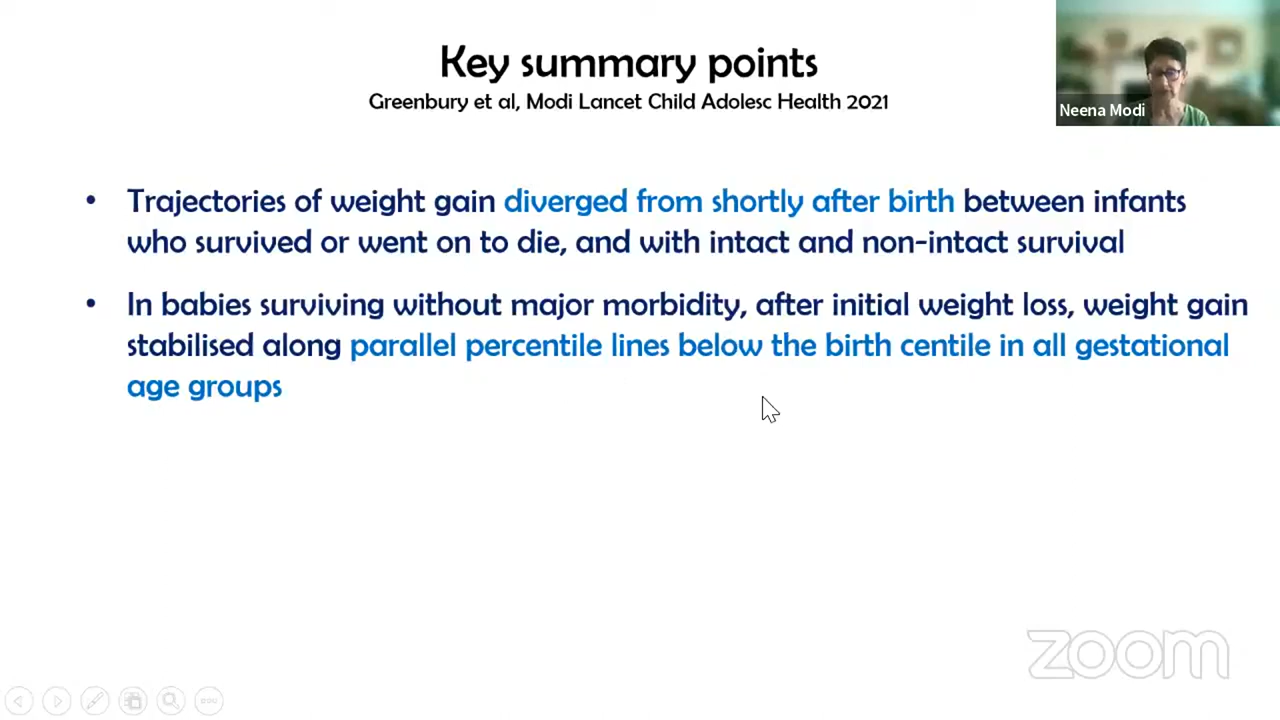 Key summary points
Greenbury et al, Modi Lancet Child Adolesc Health 2021
Neena Modi
• Trajectories of weight gain diverged from shortly after birth between infants
who survived or went on to die, and with intact and non-intact survival
• In babies surviving without major morbidity, after initial weight loss, weight gain
stabilised along parallel percentile lines below the birth centile in all gestational
age groups
zoom